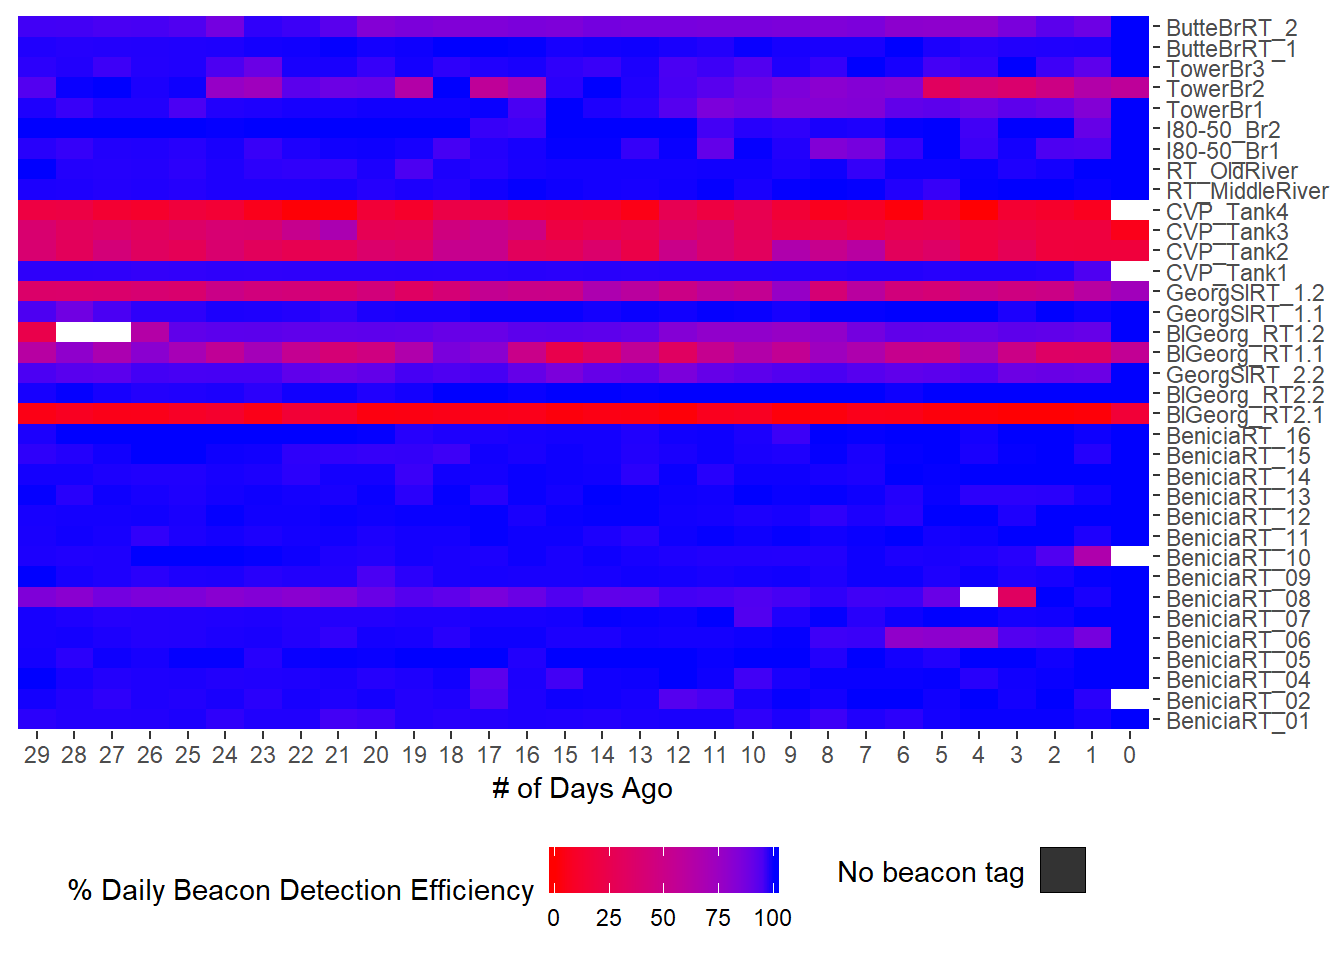 ButteBrRT_2
ButteBrRT_1
TowerBr3
TowerBr2
TowerBr1
I80-50_Br2
I80-50_Br1
RT_OldRiver
RT_MiddleRiver
CVP_Tank4
CVP_Tank3
CVP_Tank2
CVP_Tank1
GeorgSlRT_1.2
GeorgSlRT_1.1
BlGeorg_RT1.2
BlGeorg_RT1.1
GeorgSlRT_2.2
BlGeorg_RT2.2
BlGeorg_RT2.1
BeniciaRT_16
BeniciaRT_15
BeniciaRT_14
BeniciaRT_13
BeniciaRT_12
BeniciaRT_11
BeniciaRT_10
BeniciaRT_09
BeniciaRT_08
BeniciaRT_07
BeniciaRT_06
BeniciaRT_05
BeniciaRT_04
BeniciaRT_02
BeniciaRT_01
29 28 27 26 25 24 23 22 21 20 19 18 17 16 15 14 13 12 11 10 9 8 7 6 5 4 3 2 1 0
# of Days Ago
% Daily Beacon Detection Efficiency
0 25 50 75 100
No beacon tag